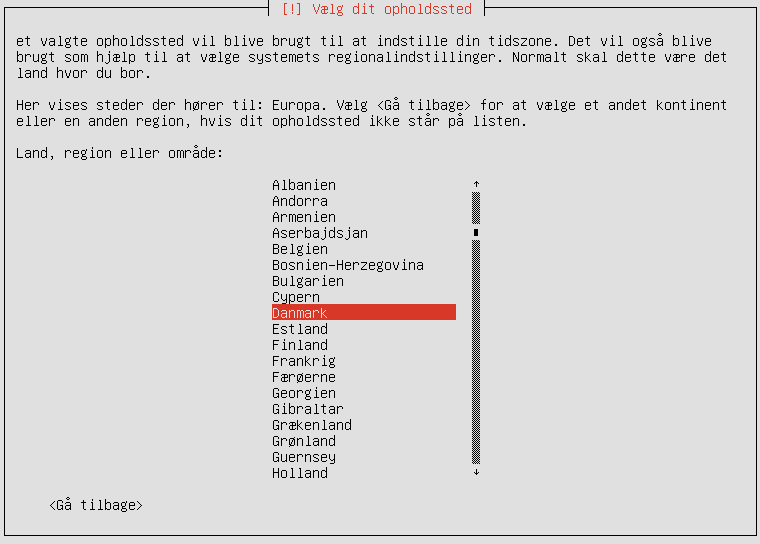 [!] Vælg dit opholdssted
et valgte opholdssted vil blive brugt til at indstille din tidszone. Det vil også blive
brugt som hjælp til at vælge systemets regionalindstillinger. Normalt skal dette være det
land hvor du bor.
Her vises steder der hører til: Europa. Vælg <Gå tilbage> for at vælge et andet kontinent
eller en anden region, hvis dit opholdssted ikke står på listen.
Land, region eller område:
Albanien
Andorra
Armenien
Aserbajdsjan
Belgien
Bosnien-Herzegovina
Bulgarien
Cypern
Danmark
Estland
Finland
Frankrig
Færøerne
Georgien
Gibraltar
Grækenland
Grønland
Guernsey
Holland
<Gå tilbage>